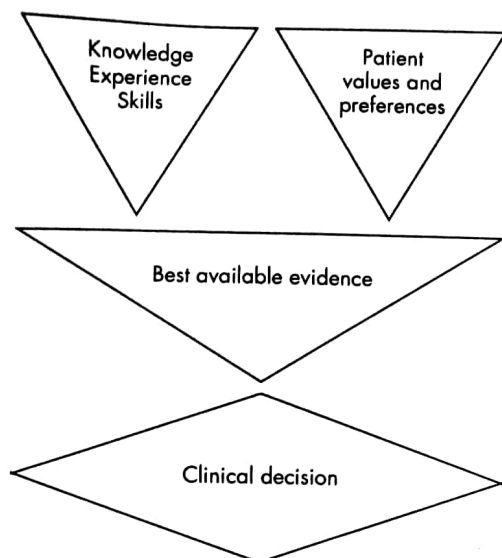 Knowledge
Experience
Skills
Patient
values and
preferences
Best available evidence
Clinical decision